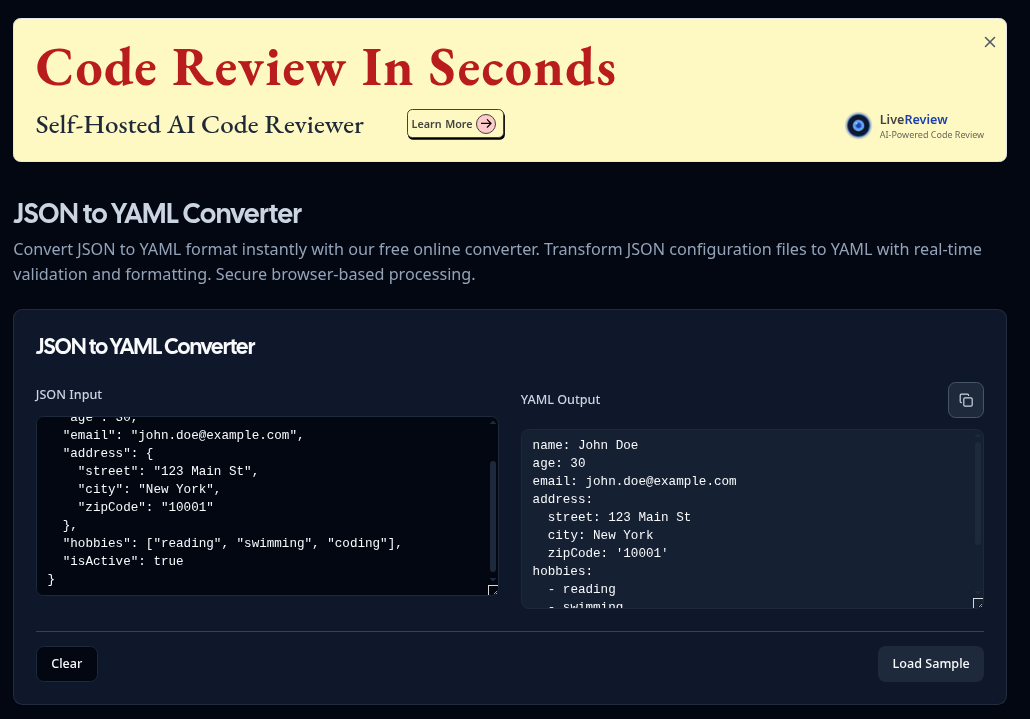 Code Review In Seconds
Self-Hosted AI Code Reviewer
Learn More
LiveReview
AI-Powered Code Review
JSON to YAML Converter
Convert JSON to YAML format instantly with our free online converter. Transform JSON configuration files to YAML with real-time
validation and formatting. Secure browser-based processing.
JSON to YAML Converter
JSON Input
"age": 30,
"email": "john.doe@example.com",
"address": {
"street": "123 Main St",
"city": "New York",
"zipCode": "10001"
},
"hobbies": ["reading", "swimming", "coding"],
"isActive": true
}
YAML Output
name: John Doe
age: 30
email: john.doe@example.com
address:
street: 123 Main St
city: New York
zipCode: '10001'
hobbies:
- reading
- swimming
Clear
Load Sample